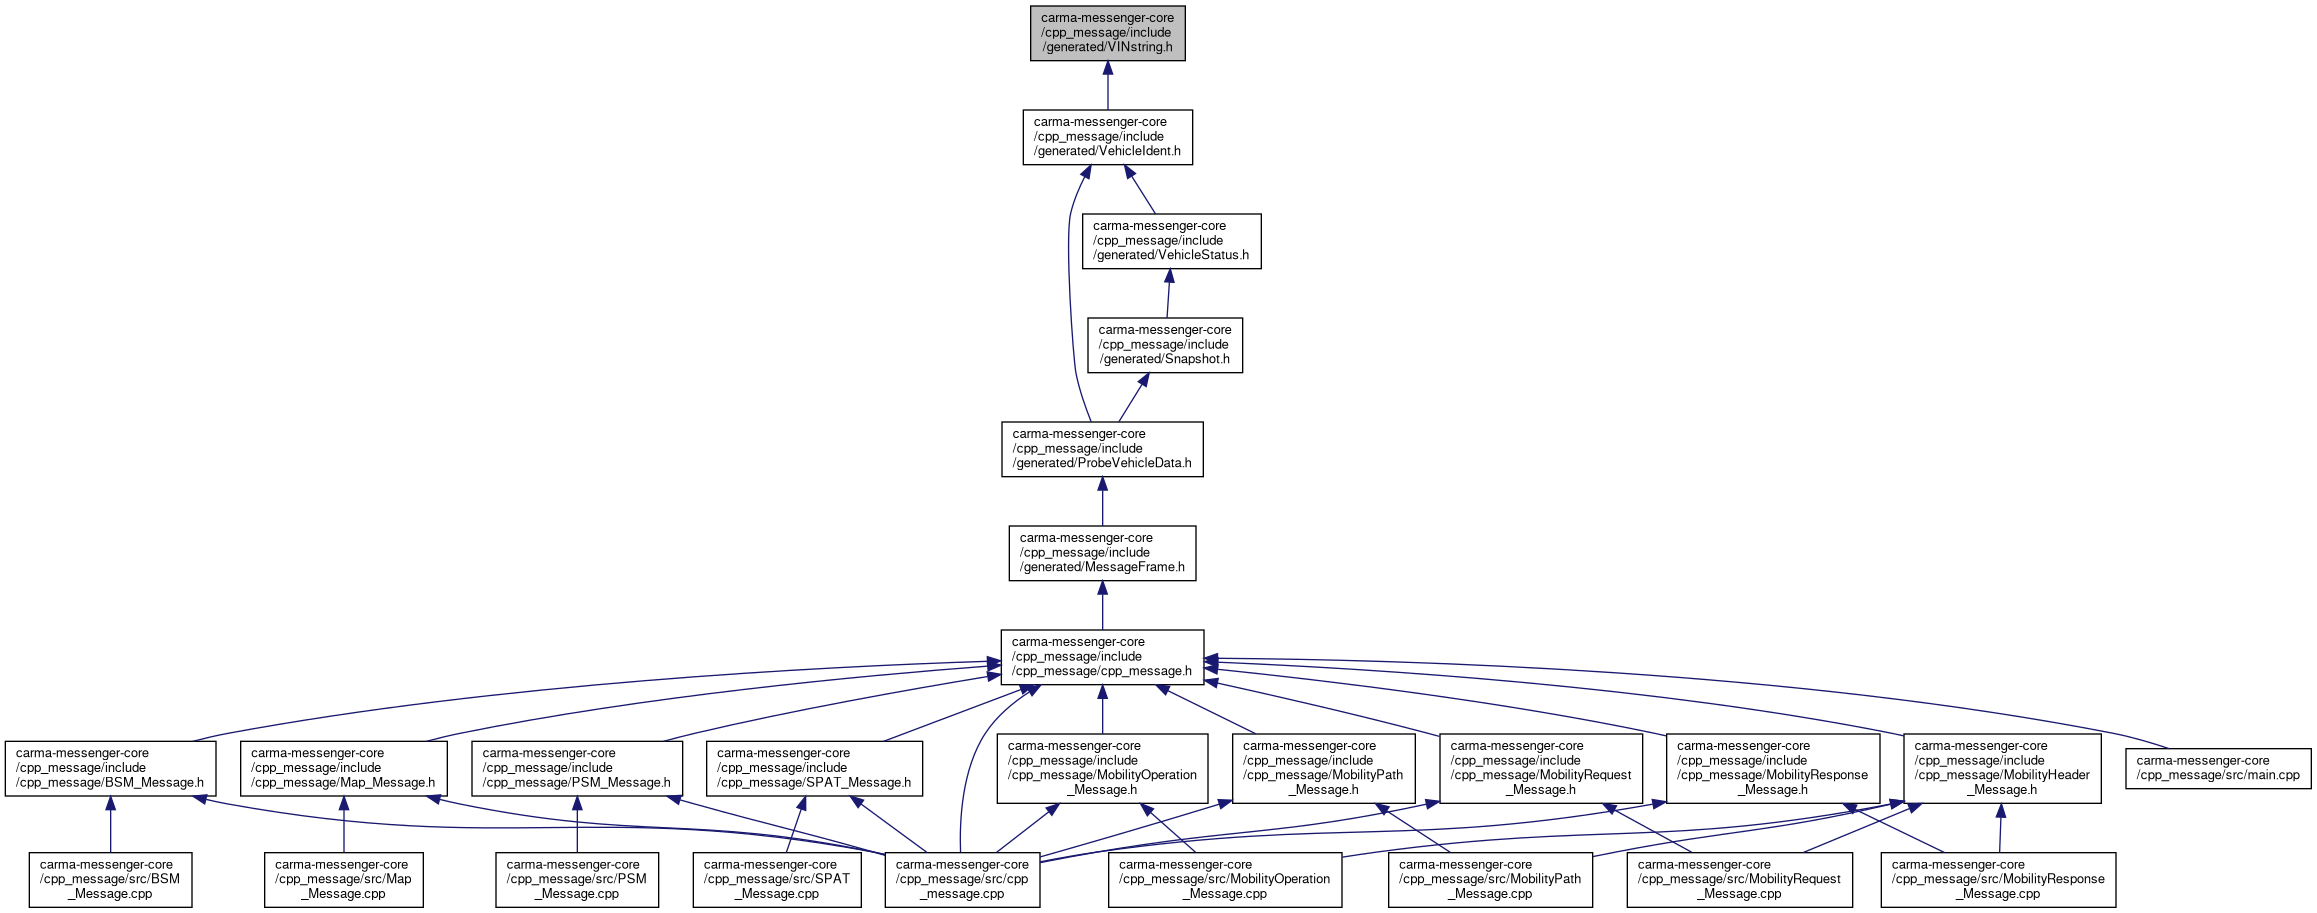 carma-messenger-core
/cpp_message/include
/generated/VINstring.h
carma-messenger-core
/cpp_message/include
/generated/VehicleIdent.h
carma-messenger-core
/cpp_message/include
/generated/VehicleStatus.h
carma-messenger-core
/cpp_message/include
/generated/Snapshot.h
carma-messenger-core
/cpp_message/include
/generated/ProbeVehicleData.h
carma-messenger-core
/cpp_message/include
/generated/MessageFrame.h
carma-messenger-core
/cpp_message/include
/cpp_message/cpp_message.h
carma-messenger-core
/cpp_message/include
/cpp_message/BSM_Message.h
carma-messenger-core
/cpp_message/include
/cpp_message/Map_Message.h
carma-messenger-core
/cpp_message/include
/cpp_message/PSM_Message.h
carma-messenger-core
/cpp_message/include
/cpp_message/SPAT_Message.h
carma-messenger-core
/cpp_message/include
/cpp_message/MobilityOperation
_Message.h
carma-messenger-core
/cpp_message/include
/cpp_message/MobilityPath
_Message.h
carma-messenger-core
/cpp_message/include
/cpp_message/MobilityRequest
_Message.h
carma-messenger-core
/cpp_message/include
/cpp_message/MobilityResponse
_Message.h
carma-messenger-core
/cpp_message/include
/cpp_message/MobilityHeader
_Message.h
carma-messenger-core
/cpp_message/src/main.cpp
carma-messenger-core
/cpp_message/src/BSM
_Message.cpp
carma-messenger-core
/cpp_message/src/Map
_Message.cpp
carma-messenger-core
/cpp_message/src/PSM
_Message.cpp
carma-messenger-core
/cpp_message/src/SPAT
_Message.cpp
carma-messenger-core
/cpp_message/src/cpp
_message.cpp
carma-messenger-core
/cpp_message/src/MobilityOperation
_Message.cpp
carma-messenger-core
/cpp_message/src/MobilityPath
_Message.cpp
carma-messenger-core
/cpp_message/src/MobilityRequest
_Message.cpp
carma-messenger-core
/cpp_message/src/MobilityResponse
_Message.cpp